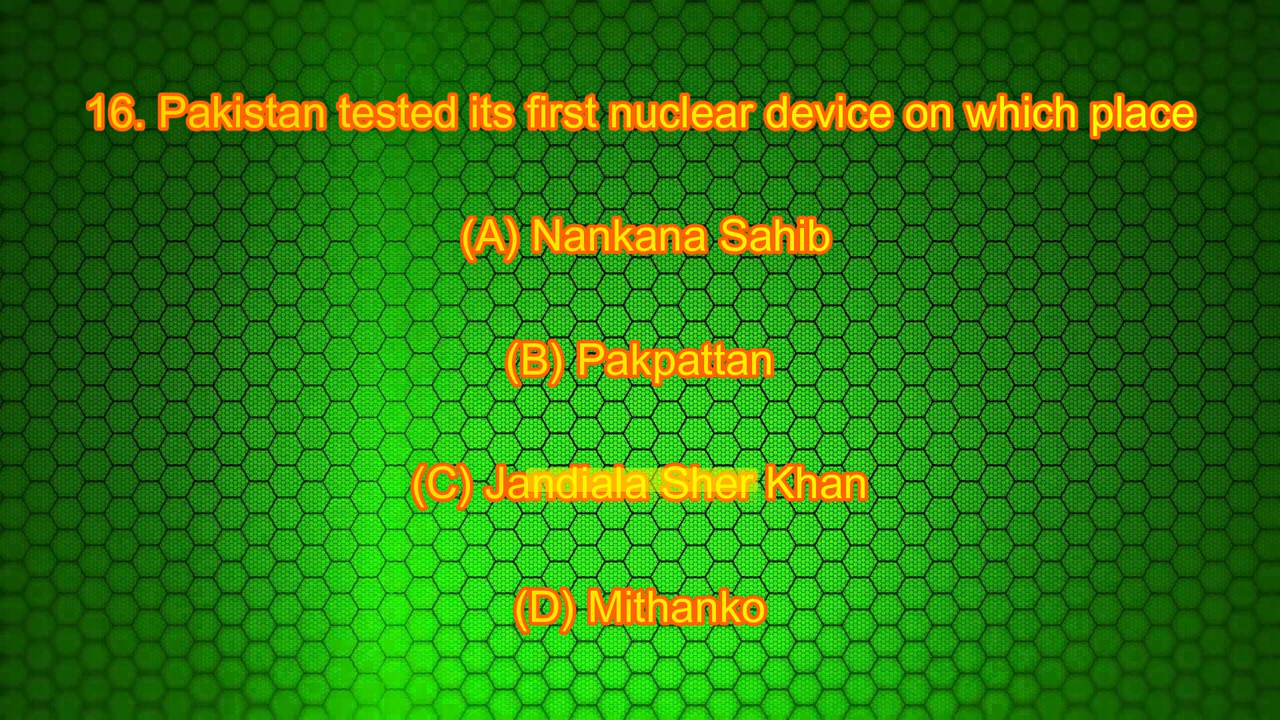 16. Pakistan tested its first nuclear device on which place
(A) Nankana Sahib
(B) Pakpattan
(C) Jandiala Sher Khan
(D) Mithanko